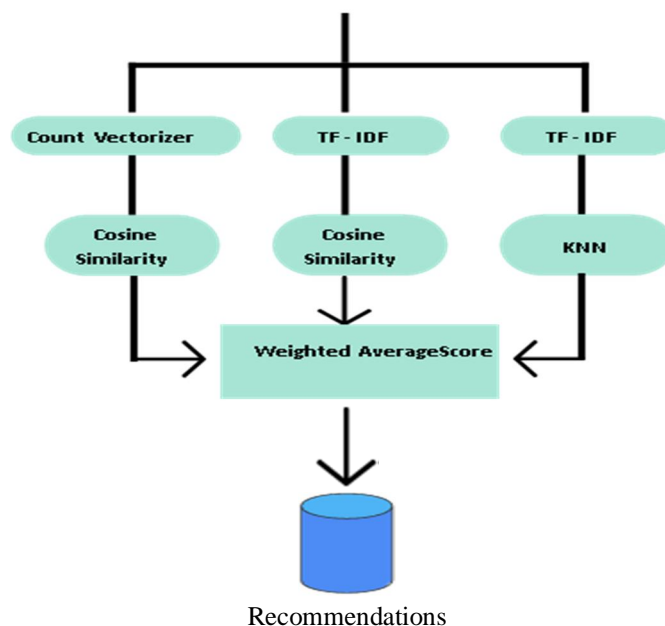 Count Vectorizer
TF - IDF
TF - IDF
Cosine
Similarity
Cosine
Similarity
KNN
Weighted AverageScore
Recommendations